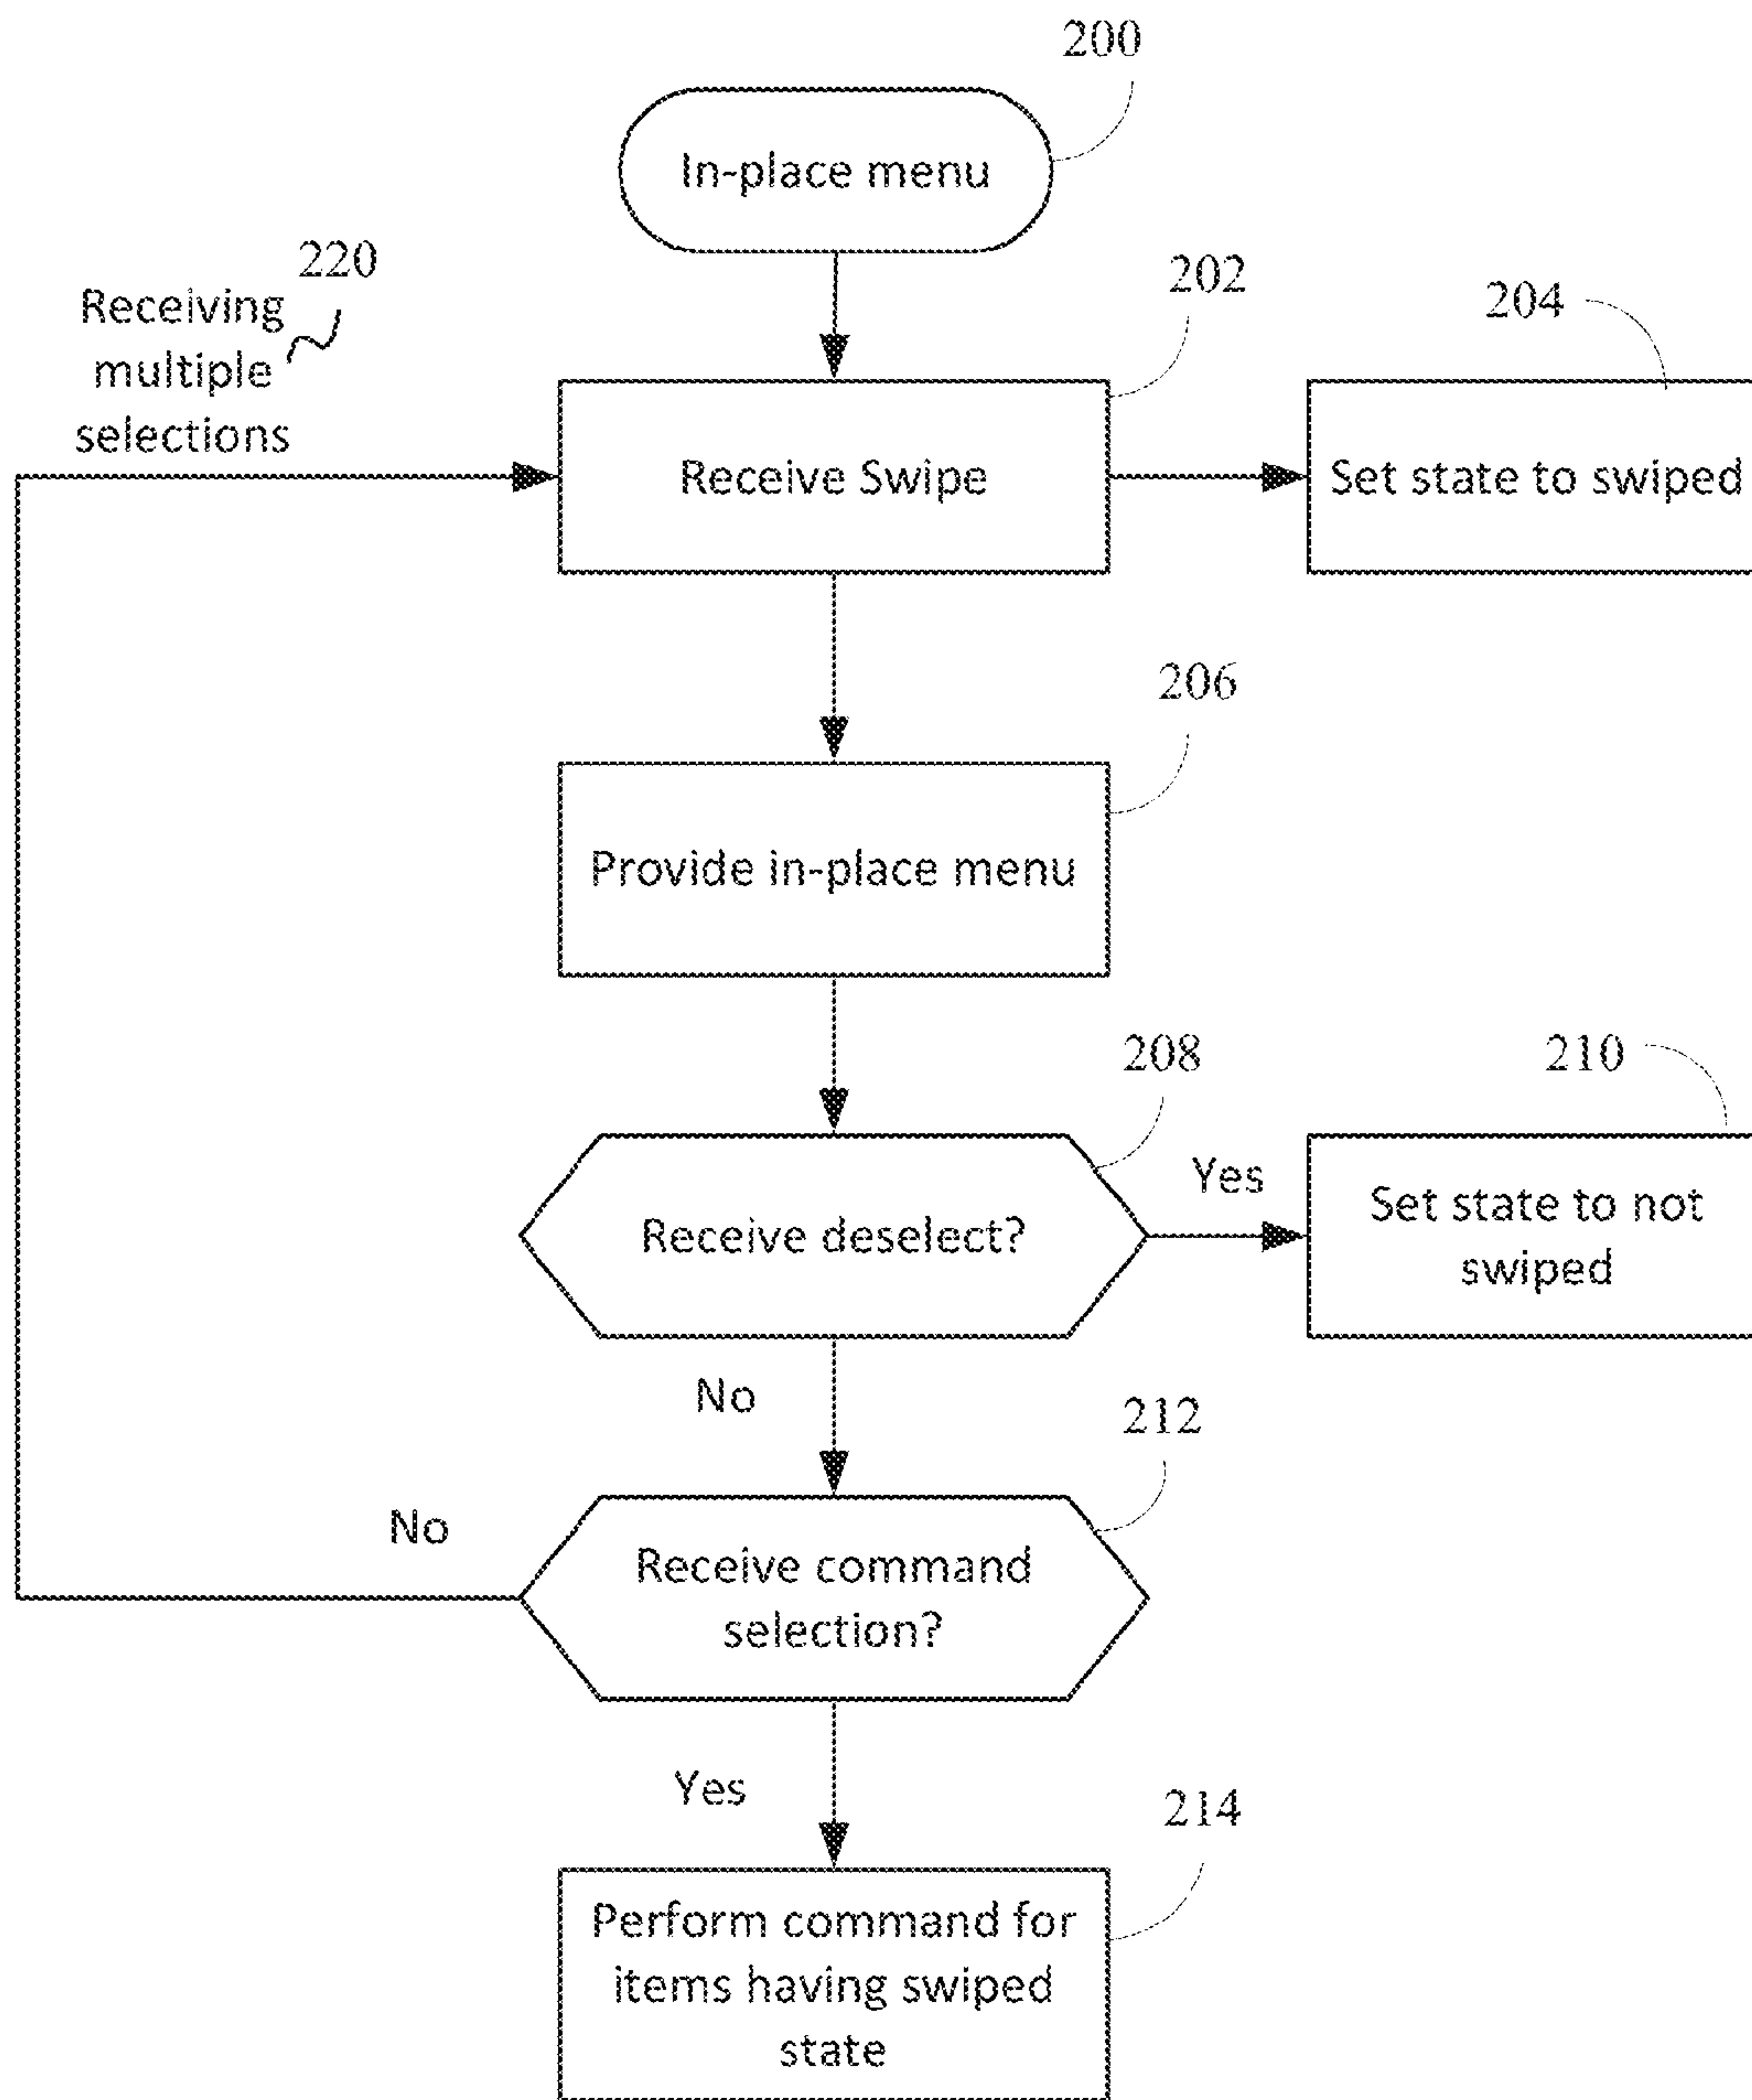 200
In-place menu
220
Receiving
multiple
selections
202
204
Receive Swipe
Set state to swiped
206
Provide in-place menu
208
210
Yes
Receive deselect?
Set state to not
swiped
No
212
No
Receive command
selection?
Yes
214
Perform command for
items having swiped
state